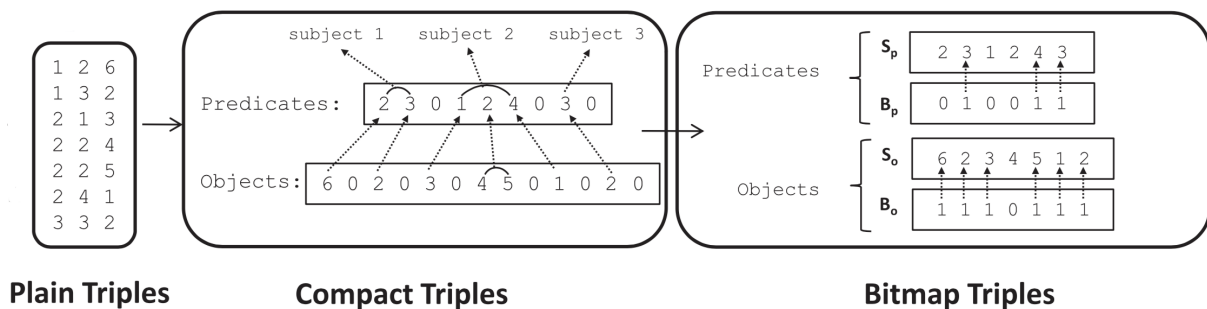 1 2 6
1 3 2
2 1 3
2 2 4
2 2 5
2 4 1
3 3 2
Plain Triples
subject 1 subject 2 subject 3
Predicates: 2 3 0 1 2 4 0 3 0
Objects: 6 0 2 0 3 0 4 5 0 1 0 2 0
Compact Triples
Predicates
Sp 2 3 1 2 4 3
Bp 0 1 0 0 1 1
Objects
So 6 2 3 4 5 1 2
Bo 1 1 1 0 1 1 1
Bitmap Triples